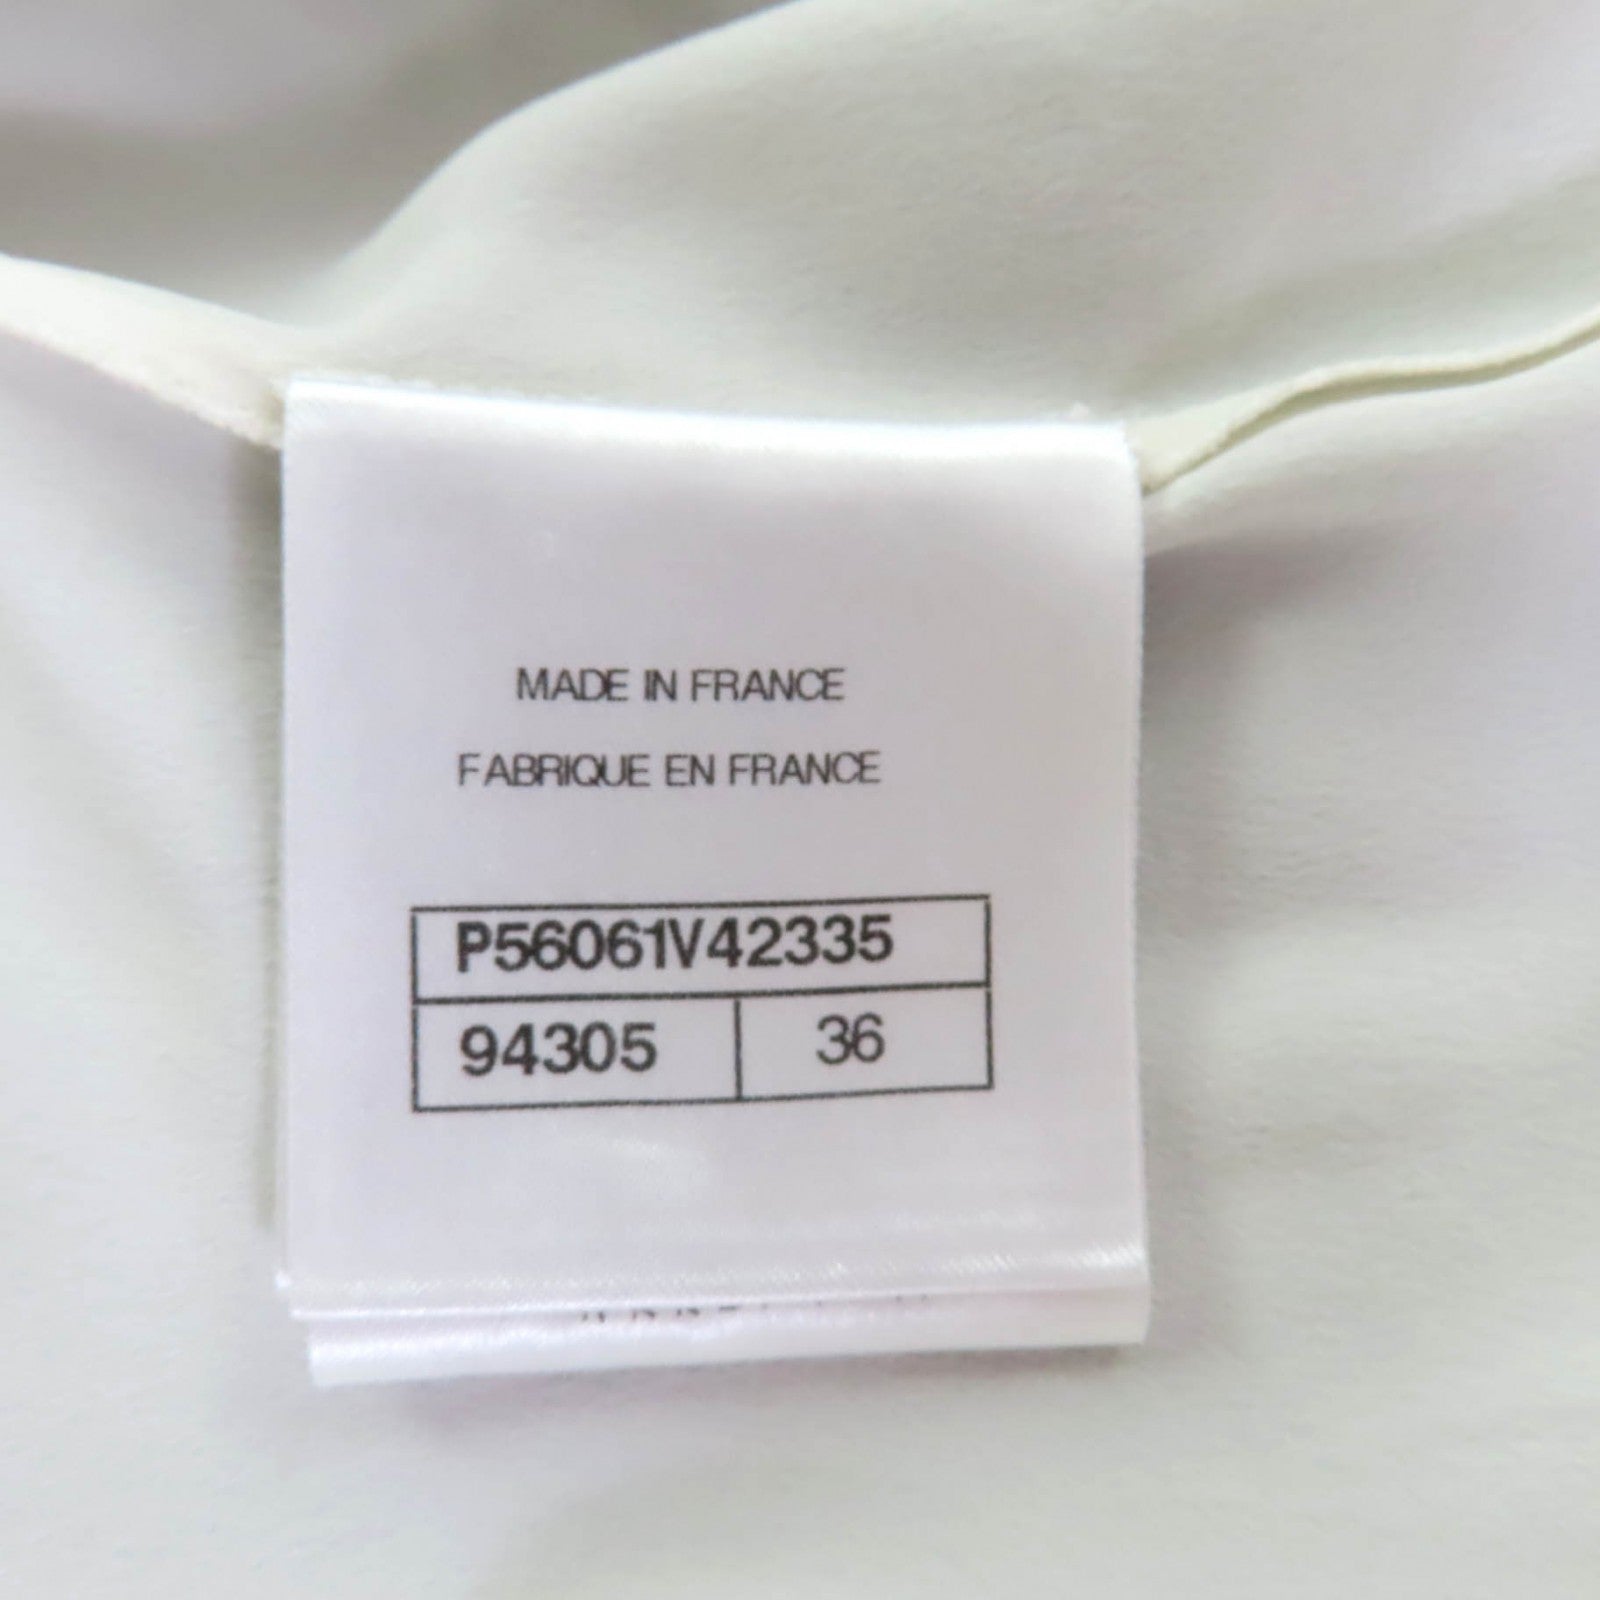 MADE IN FRANCE
FABRIQUE EN FRANCE
P56061V42335
94305 36